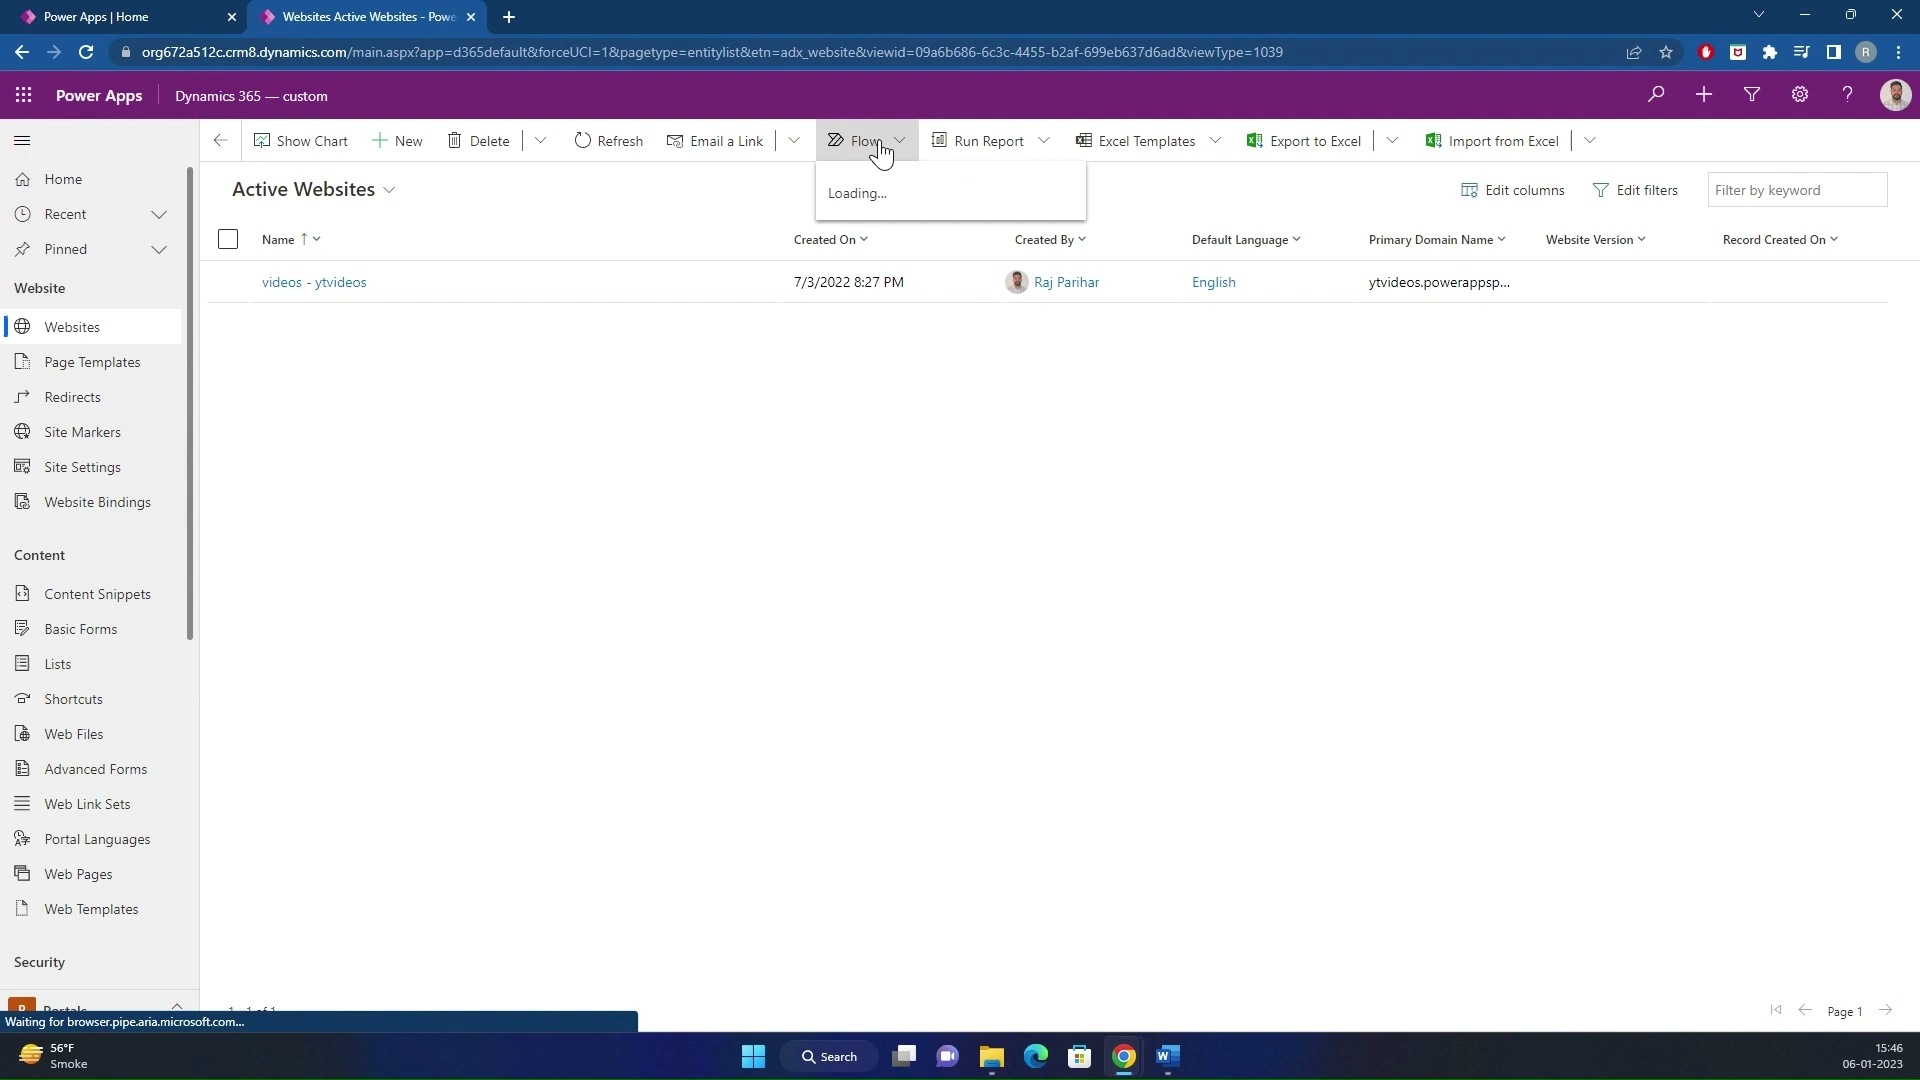 Power Apps | Home
Websites Active Websites - Powe
org672a512c.crm8.dynamics.com/main.aspx?app=d365default&forceUCI=1&pagetype=entitylist&etn=adx_website&viewid=09a6b686-6c3c-4455-b2af-699eb637d6ad&viewType=1039
R
Power Apps
Dynamics 365 — custom
Show Chart
New
Delete
Refresh
Email a Link
Flow
Run Report
Excel Templates
Export to Excel
Import from Excel
Home
Recent
Pinned
Website
Websites
Page Templates
Redirects
Site Markers
Site Settings
Website Bindings
Content
Content Snippets
Basic Forms
Lists
Shortcuts
Web Files
Advanced Forms
Web Link Sets
Portal Languages
Web Pages
Web Templates
Security
Portals
Active Websites
Loading...
Edit columns
Edit filters
Filter by keyword
Name
Created On
Created By
Default Language
Primary Domain Name
Website Version
Record Created On
videos - ytvideos
7/3/2022 8:27 PM
Raj Parihar
English
ytvideos.powerappsp...
1 - 1 of 1
Page 1
Waiting for browser.pipe.aria.microsoft.com...
56°F
Smoke
Search
15:46
06-01-2023